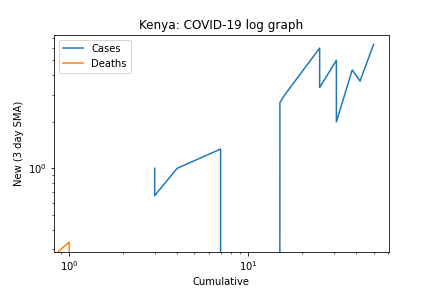 Kenya: COVID-19 log graph
Cases
Deaths
New (3 day SMA)
10⁰
10⁰
10¹
Cumulative